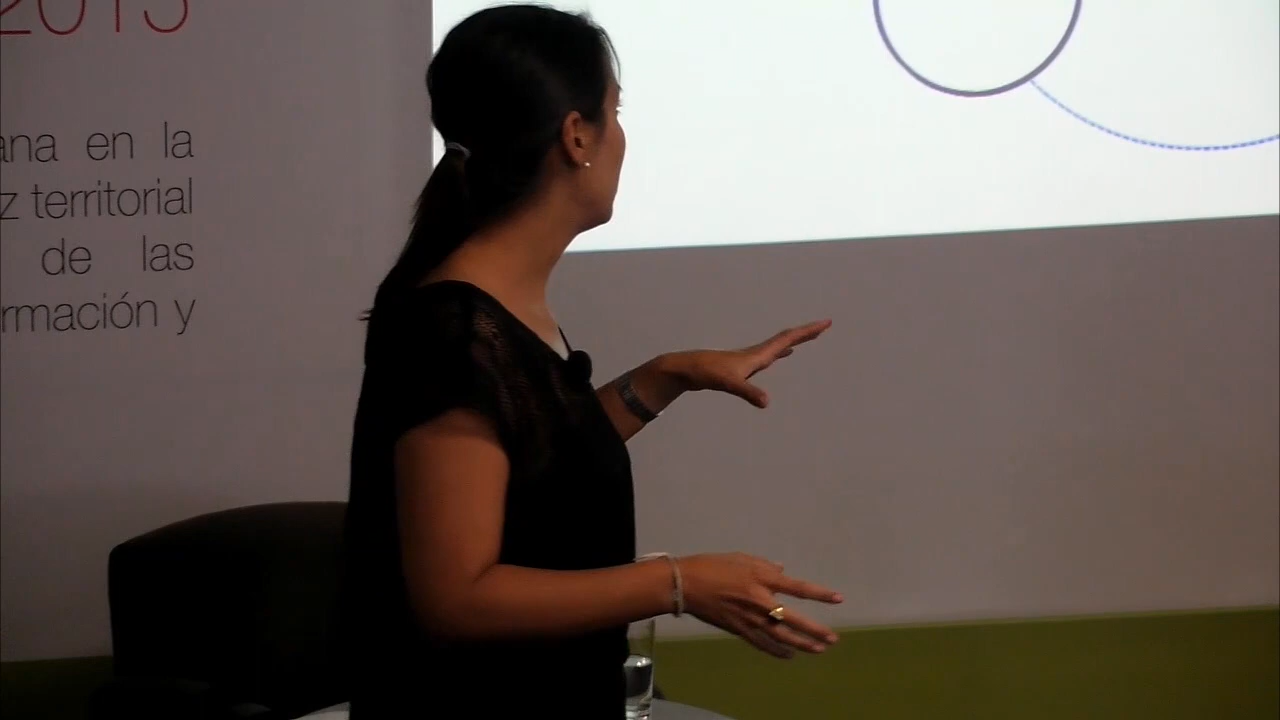 2015
ana en la
z territorial
de las
rmación y